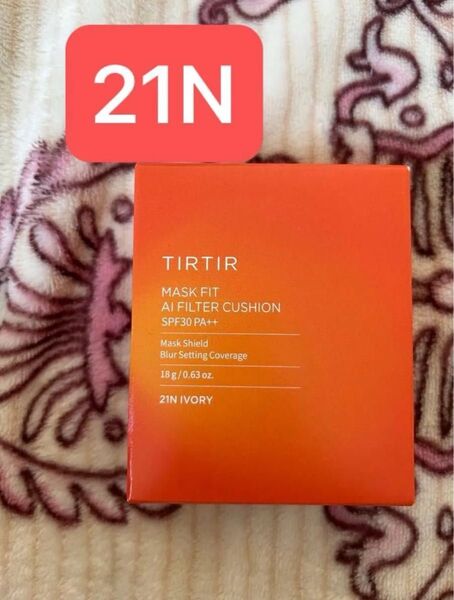 21N
TIRTIR
MASK FIT
AI FILTER CUSHION
SPF30 PA++
Mask Shield
Blur Setting Coverage
18 g / 0.63 oz.
21N IVORY